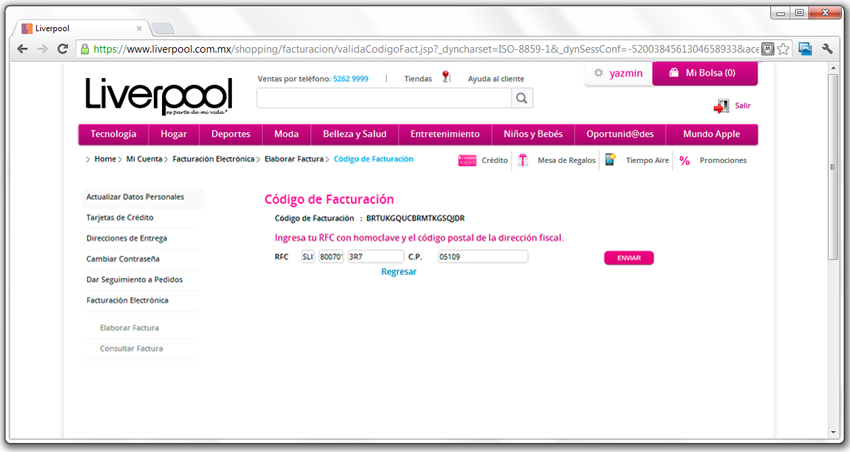 Liverpool
https://www.liverpool.com.mx/shopping/facturacion/validaCodigoFact.jsp?_dyncharset=ISO-8859-1&_dynSessConf=-5200384561304658933&ace
Ventas por teléfono: 5262 9999 | Tiendas Ayuda al cliente
yazmin Mi Bolsa (0)
Liverpool
es parte de mi vida
Salir
Tecnología Hogar Deportes Moda Belleza y Salud Entretenimiento Niños y Bebés Oportunid@des Mundo Apple
> Home > Mi Cuenta > Facturación Electrónica > Elaborar Factura > Código de Facturación
Crédito Mesa de Regalos Tiempo Aire % Promociones
Actualizar Datos Personales
Tarjetas de Crédito
Direcciones de Entrega
Cambiar Contraseña
Dar Seguimiento a Pedidos
Facturación Electrónica
Elaborar Factura
Consultar Factura
Código de Facturación
Código de Facturación : BRTUKGQUCBRMTKGSQJDR
Ingresa tu RFC con homoclave y el código postal de la dirección fiscal.
RFC SLI 80070 3R7 C.P. 05109 ENVIAR
Regresar